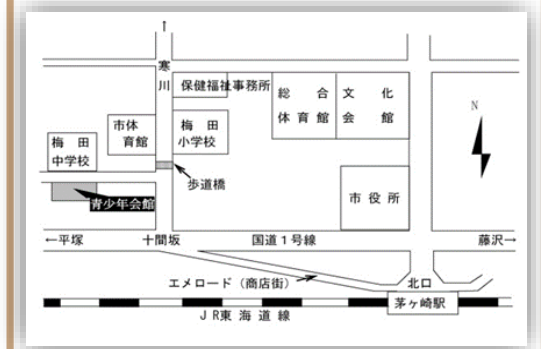 ↑
寒
川
保健福祉事務所
総合
体育館
文化
会館
N
市体
育館
梅田
小学校
梅田
中学校
歩道橋
市役所
青少年会館
←平塚
十間坂
国道1号線
藤沢→
エメロード(商店街)
北口
茅ヶ崎駅
JR東海道線